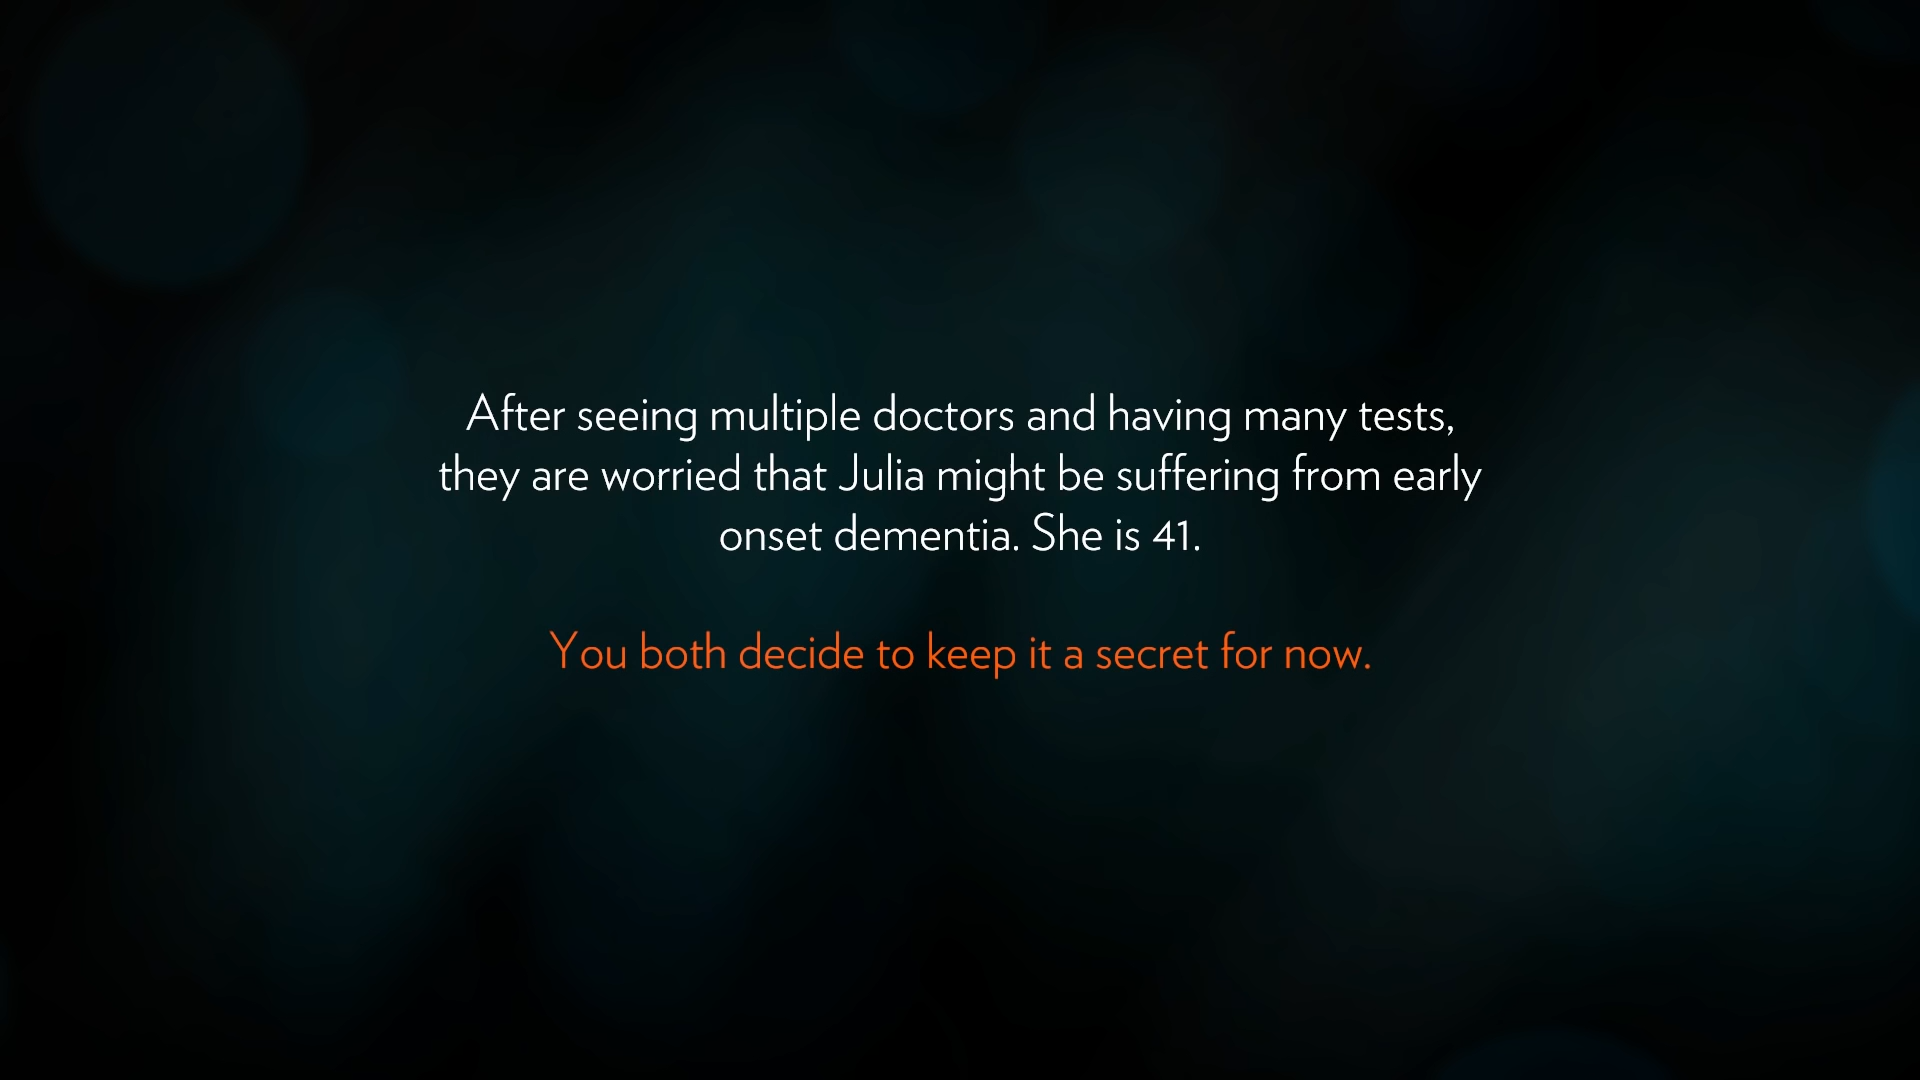 After seeing multiple doctors and having many tests,
they are worried that Julia might be suffering from early
onset dementia. She is 41.
You both decide to keep it a secret for now.